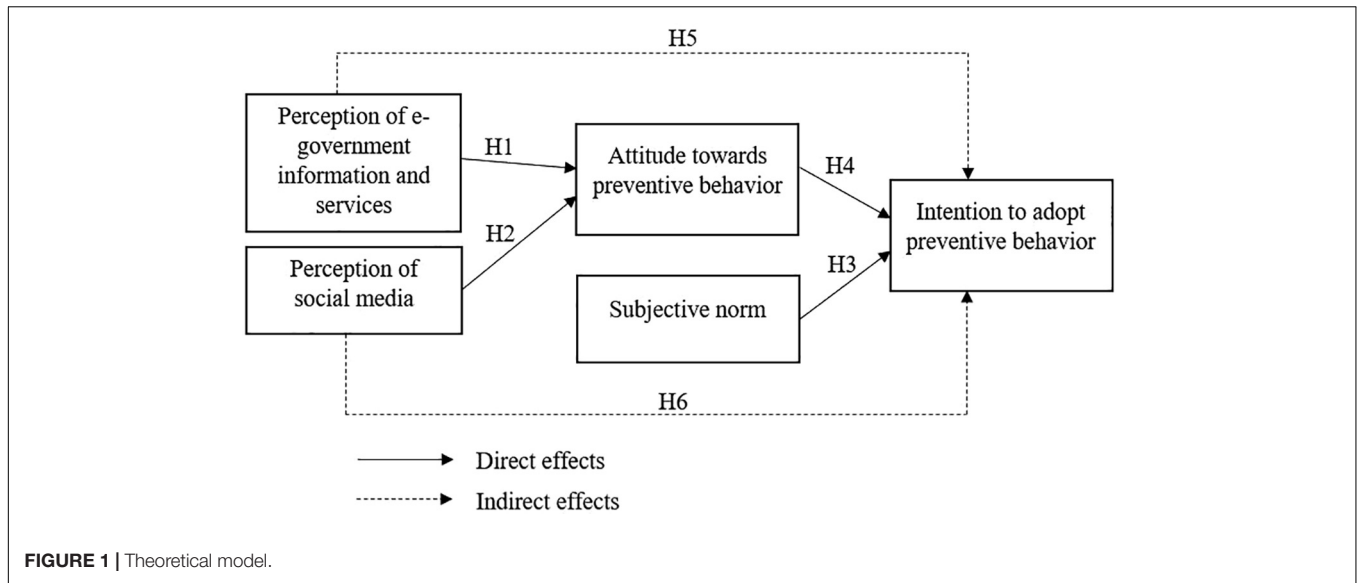 H5
Perception of e-
government
information and
services
H1
Attitude towards
preventive behavior
H4
Intention to adopt
preventive behavior
H2
Perception of
social media
H3
Subjective norm
H6
Direct effects
Indirect effects
FIGURE 1 | Theoretical model.